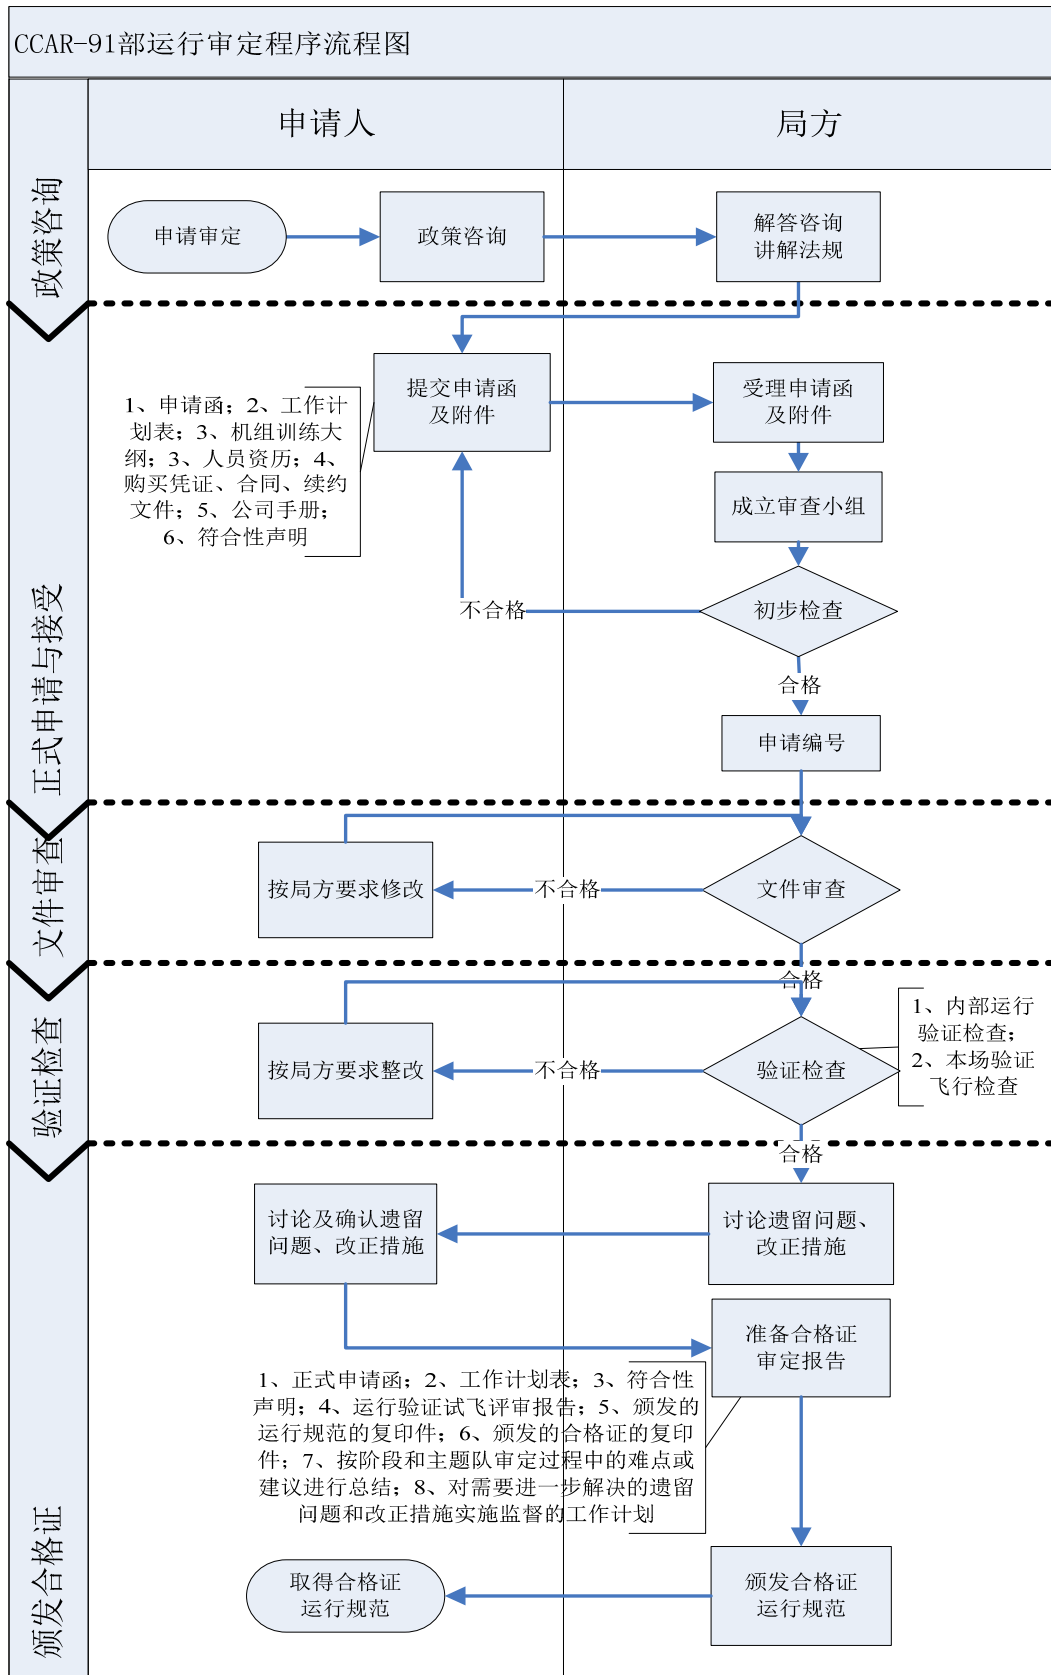 CCAR-91部运行审定程序流程图
申请人
局方
政策咨询
申请审定
政策咨询
解答咨询
讲解法规
正式申请与接受
提交申请函
及附件
受理申请函
及附件
1、申请函；2、工作计
划表；3、机组训练大
纲；3、人员资历；4、
购买凭证、合同、续约
文件；5、公司手册；
6、符合性声明
成立审查小组
初步检查
不合格
合格
申请编号
文件审查
按局方要求修改
不合格
文件审查
合格
验证检查
按局方要求整改
不合格
验证检查
1、内部运行
验证检查；
2、本场验证
飞行检查
合格
颁发合格证
讨论及确认遗留
问题、改正措施
讨论遗留问题、
改正措施
准备合格证
审定报告
1、正式申请函；2、工作计划表；3、符合性
声明；4、运行验证试飞评审报告；5、颁发的
运行规范的复印件；6、颁发的合格证的复印
件；7、按阶段和主题队审定过程中的难点或
建议进行总结；8、对需要进一步解决的遗留
问题和改正措施实施监督的工作计划
取得合格证
运行规范
颁发合格证
运行规范